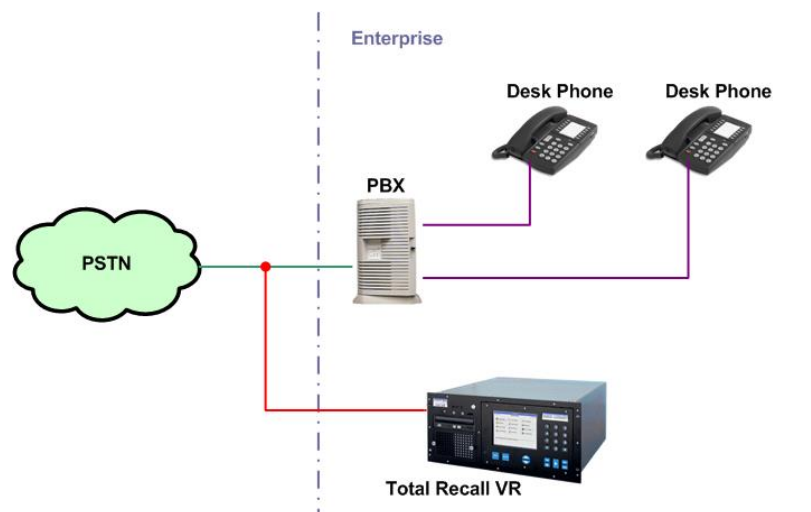 Enterprise
Desk Phone
Desk Phone
PBX
PSTN
Total Recall VR